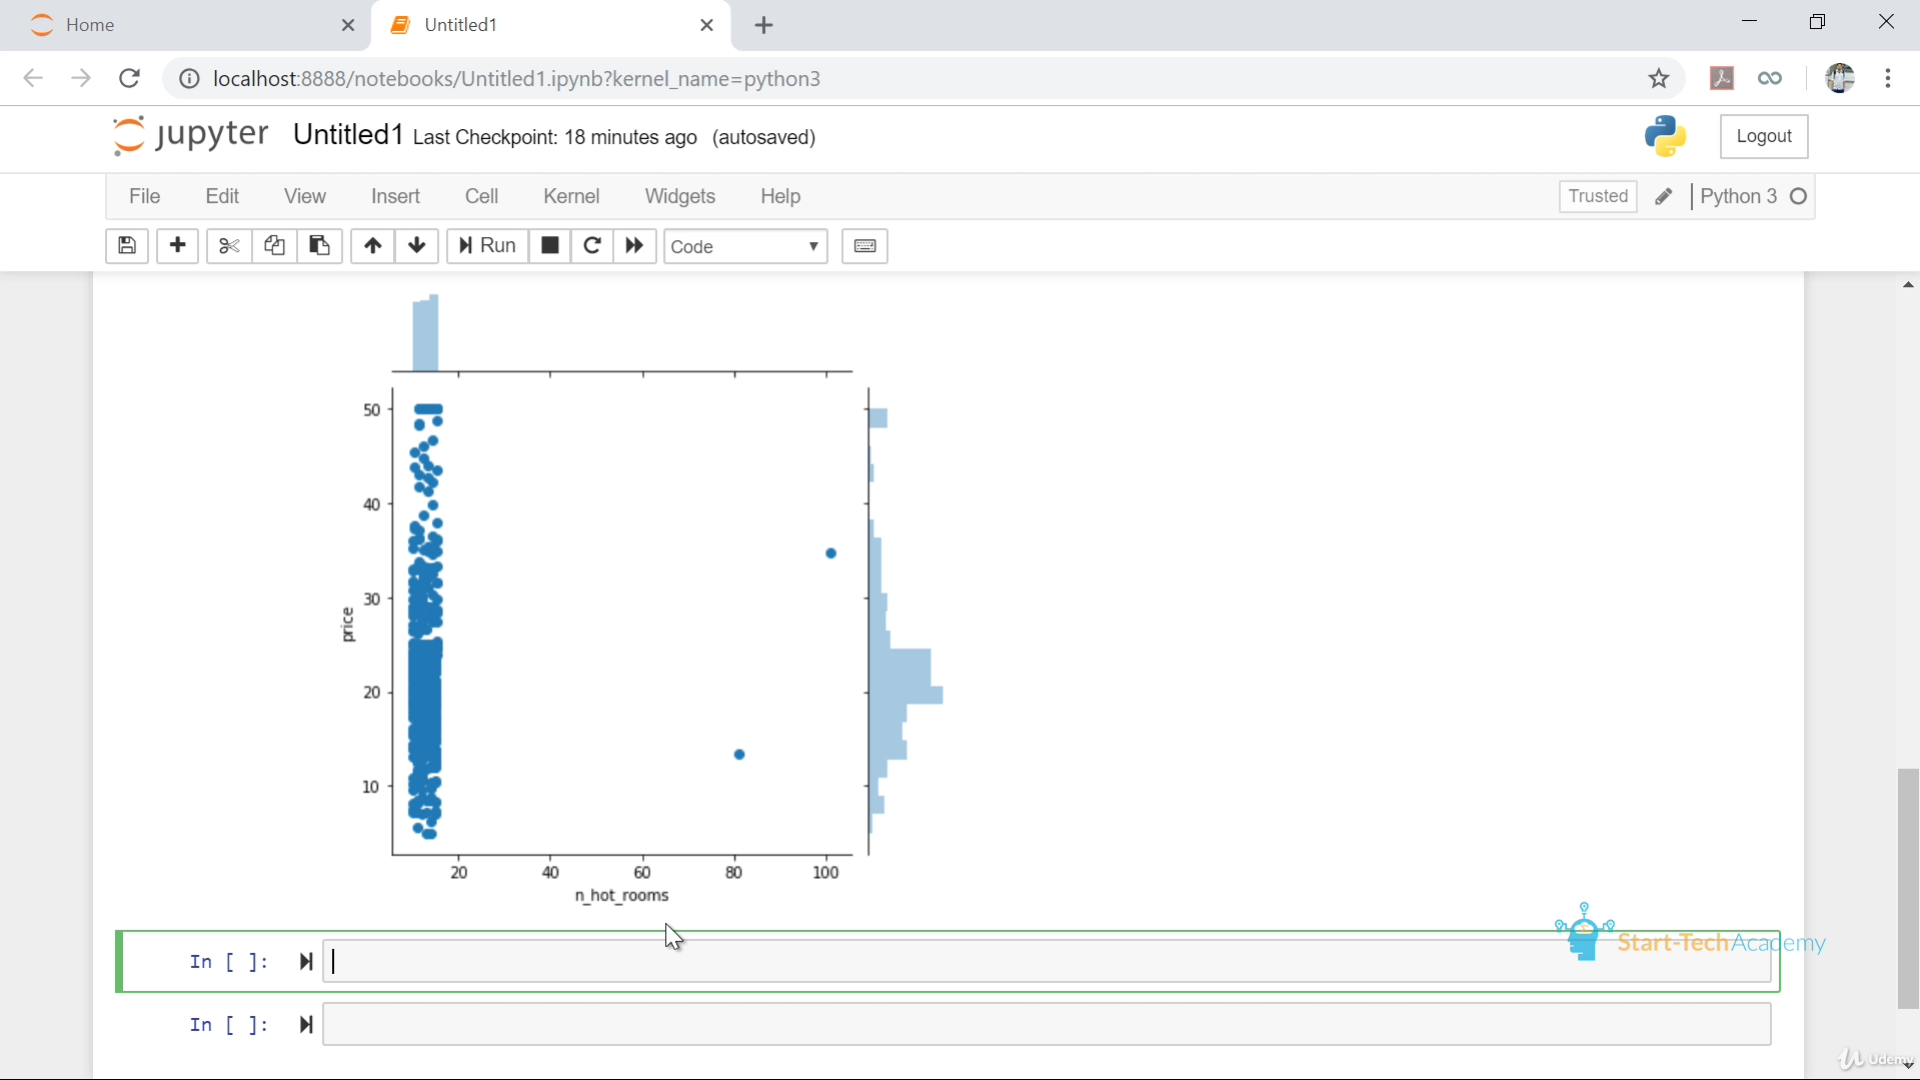 Home
Untitled1
localhost:8888/notebooks/Untitled1.ipynb?kernel_name=python3
jupyter Untitled1 Last Checkpoint: 18 minutes ago (autosaved)
Logout
File Edit View Insert Cell Kernel Widgets Help
Trusted Python 3
Run Code
50
40
30
20
10
price
20 40 60 80 100
n_hot_rooms
In [ ]:
Start-TechAcademy
In [ ]:
Udemy